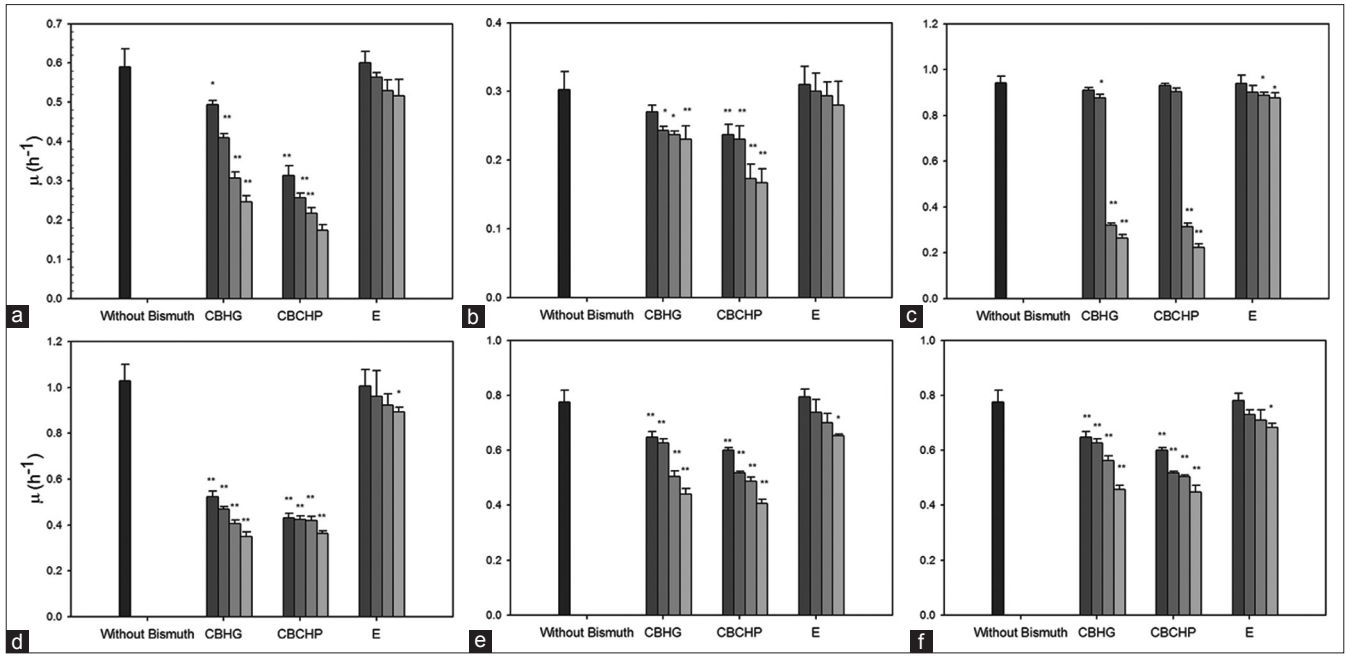 μ (h-1)
0.7
0.6
0.5
0.4
0.3
0.2
0.1
0.0
* ** ** ** ** ** **
Without Bismuth CBHG CBCHP E
a
0.4
0.3
0.2
0.1
0.0
* * ** ** ** ** **
Without Bismuth CBHG CBCHP E
b
1.2
1.0
0.8
0.6
0.4
0.2
0.0
* ** ** ** ** * *
Without Bismuth CBHG CBCHP E
c
μ (h-1)
1.2
1.0
0.8
0.6
0.4
0.2
0.0
** ** ** ** ** ** ** ** *
Without Bismuth CBHG CBCHP E
d
1.0
0.8
0.6
0.4
0.2
0.0
** ** ** ** ** ** ** ** *
Without Bismuth CBHG CBCHP E
e
1.0
0.8
0.6
0.4
0.2
0.0
** ** ** ** ** ** ** ** *
Without Bismuth CBHG CBCHP E
f